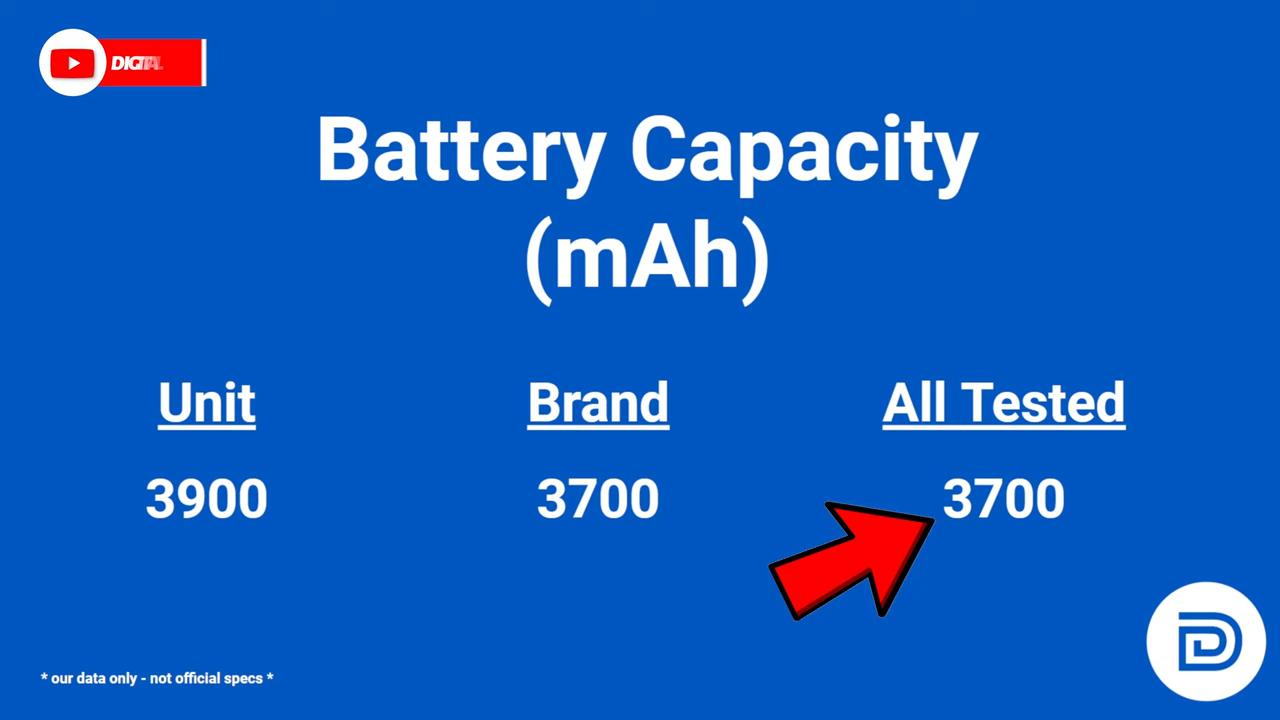 DIGITAL
Battery Capacity
(mAh)
Unit Brand All Tested
3900 3700 3700
* our data only - not official specs *